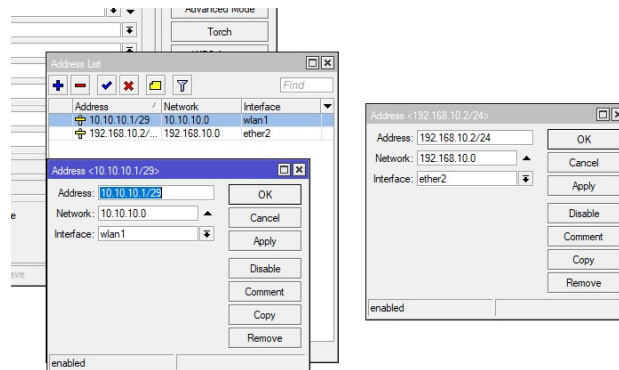 Advanced Mode
Torch
Address List
Find
Address / Network Interface
10.10.10.1/29 10.10.10.0 wlan1
192.168.10.2/... 192.168.10.0 ether2
Address <10.10.10.1/29>
Address: 10.10.10.1/29 OK
Network: 10.10.10.0 Cancel
Interface: wlan1 Apply
Disable
Comment
Copy
Remove
enabled
Address <192.168.10.2/24>
Address: 192.168.10.2/24 OK
Network: 192.168.10.0 Cancel
Interface: ether2 Apply
Disable
Comment
Copy
Remove
enabled